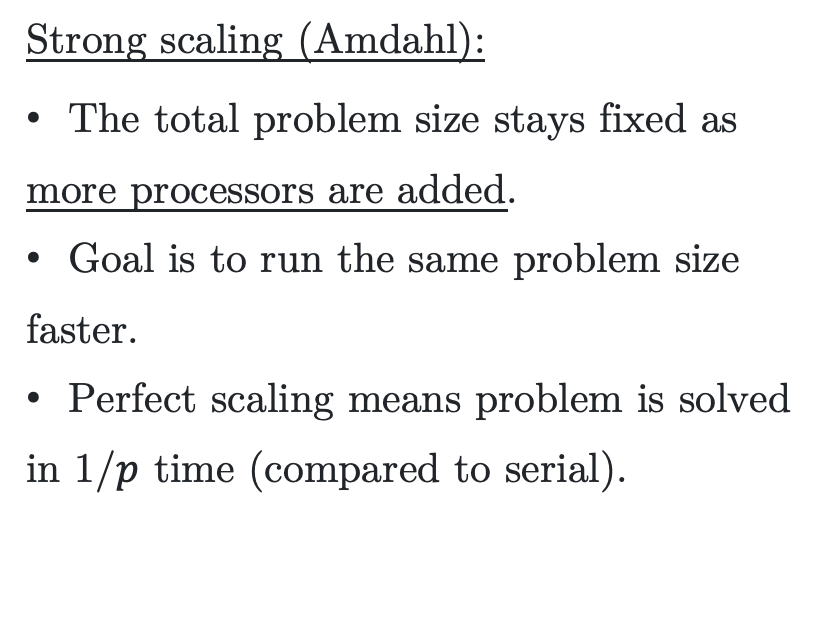 Strong scaling (Amdahl):
• The total problem size stays fixed as
more processors are added.
• Goal is to run the same problem size
faster.
• Perfect scaling means problem is solved
in 1/p time (compared to serial).